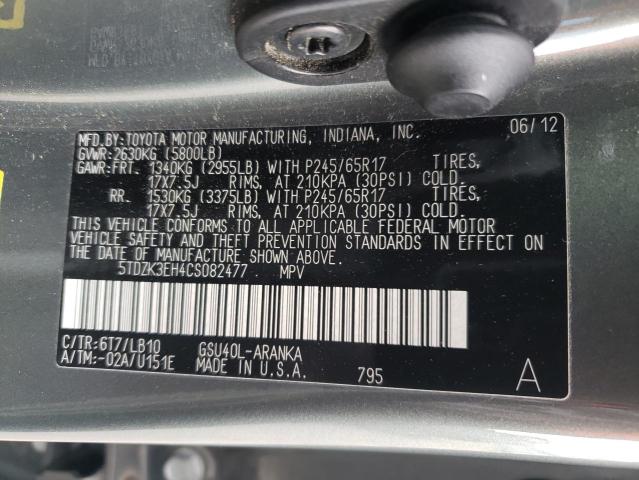 MFD.BY:TOYOTA MOTOR MANUFACTURING, INDIANA, INC. 06/12
GVWR:2630KG (5800LB)
GAWR:FRT. 1340KG (2955LB) WITH P245/65R17 TIRES,
17X7.5J RIMS, AT 210KPA (30PSI) COLD.
RR. 1530KG (3375LB) WITH P245/65R17 TIRES,
17X7.5J RIMS, AT 210KPA (30PSI) COLD.
THIS VEHICLE CONFORMS TO ALL APPLICABLE FEDERAL MOTOR
VEHICLE SAFETY AND THEFT PREVENTION STANDARDS IN EFFECT ON
THE DATE OF MANUFACTURE SHOWN ABOVE.
5TDZK3EH4CS082477 MPV
C/TR:6T7/LB10 GSU40L-ARANKA
A/TM:-02A/U151E MADE IN U.S.A. 795 A